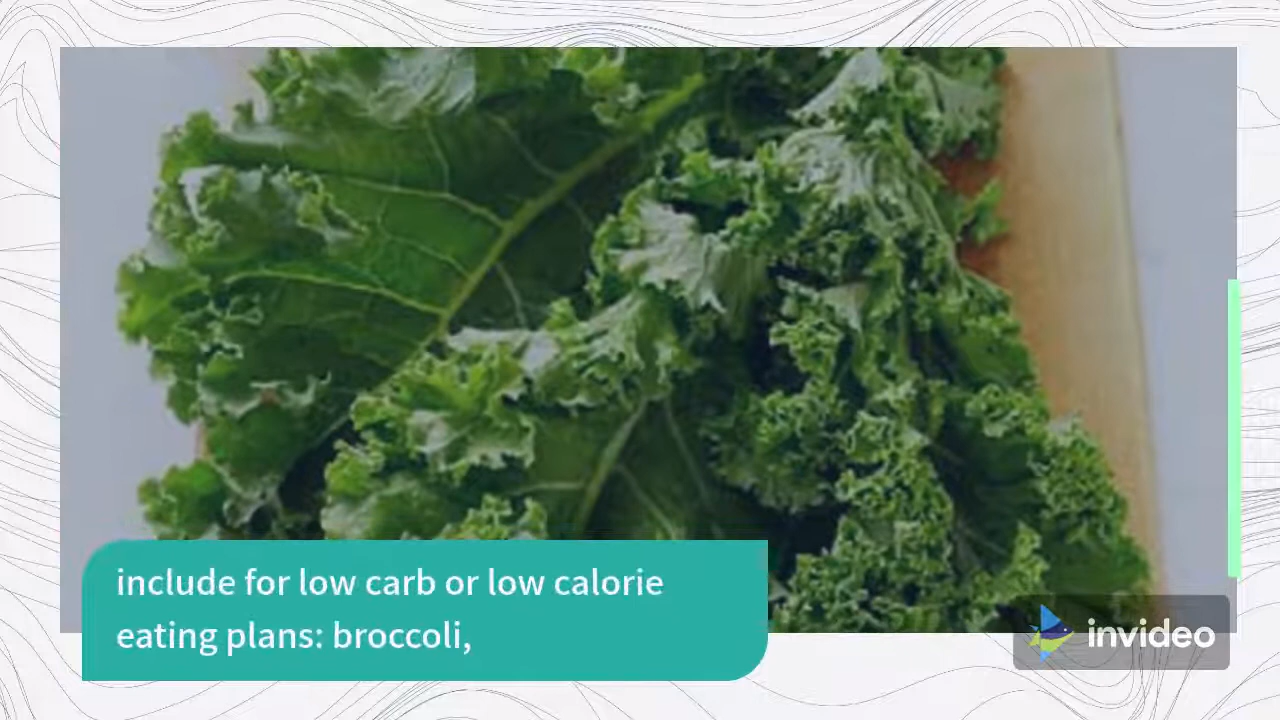 include for low carb or low calorie
eating plans: broccoli,
invideo